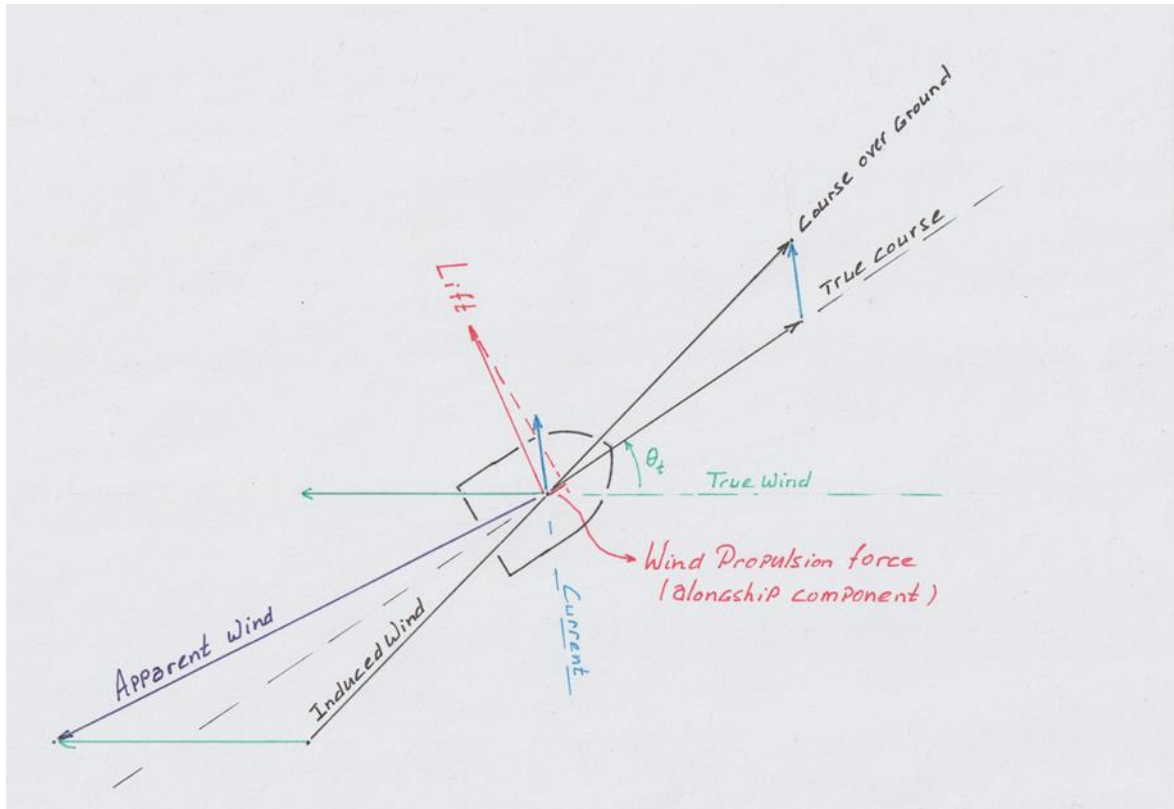 Course over Ground
True Course
Lift
θt
True Wind
Wind Propulsion force
(alongship component)
Current
Induced Wind
Apparent Wind